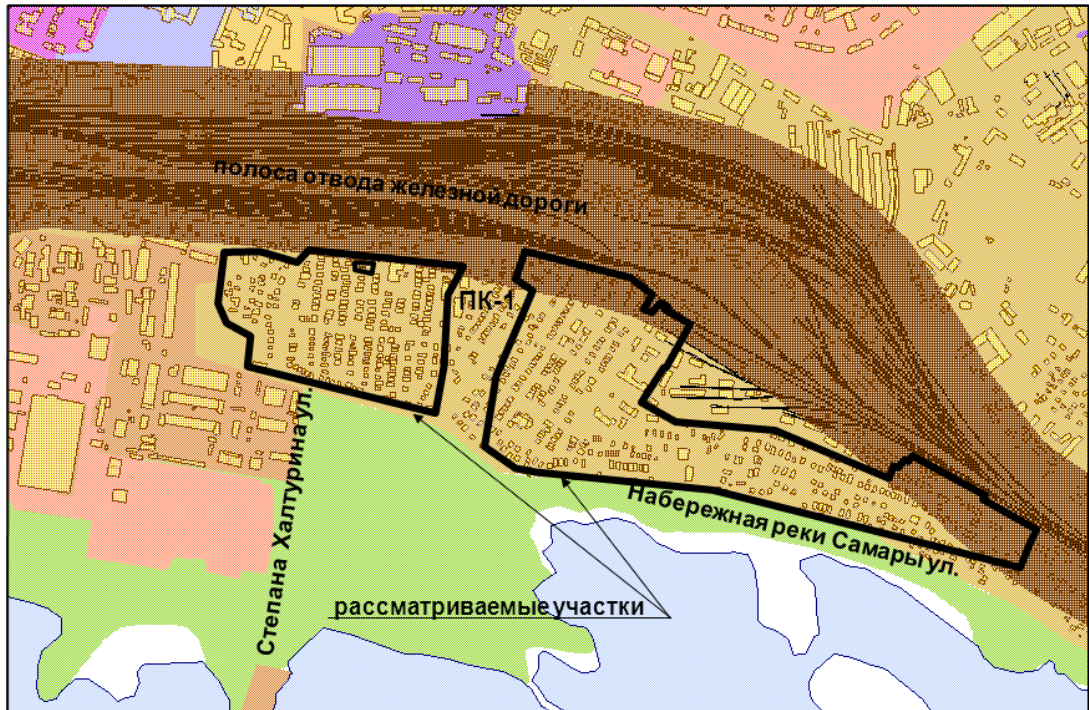 полоса отвода железной дороги
ПК-1
Степана Халтурина ул.
Набережная реки Самары ул.
рассматриваемые участки